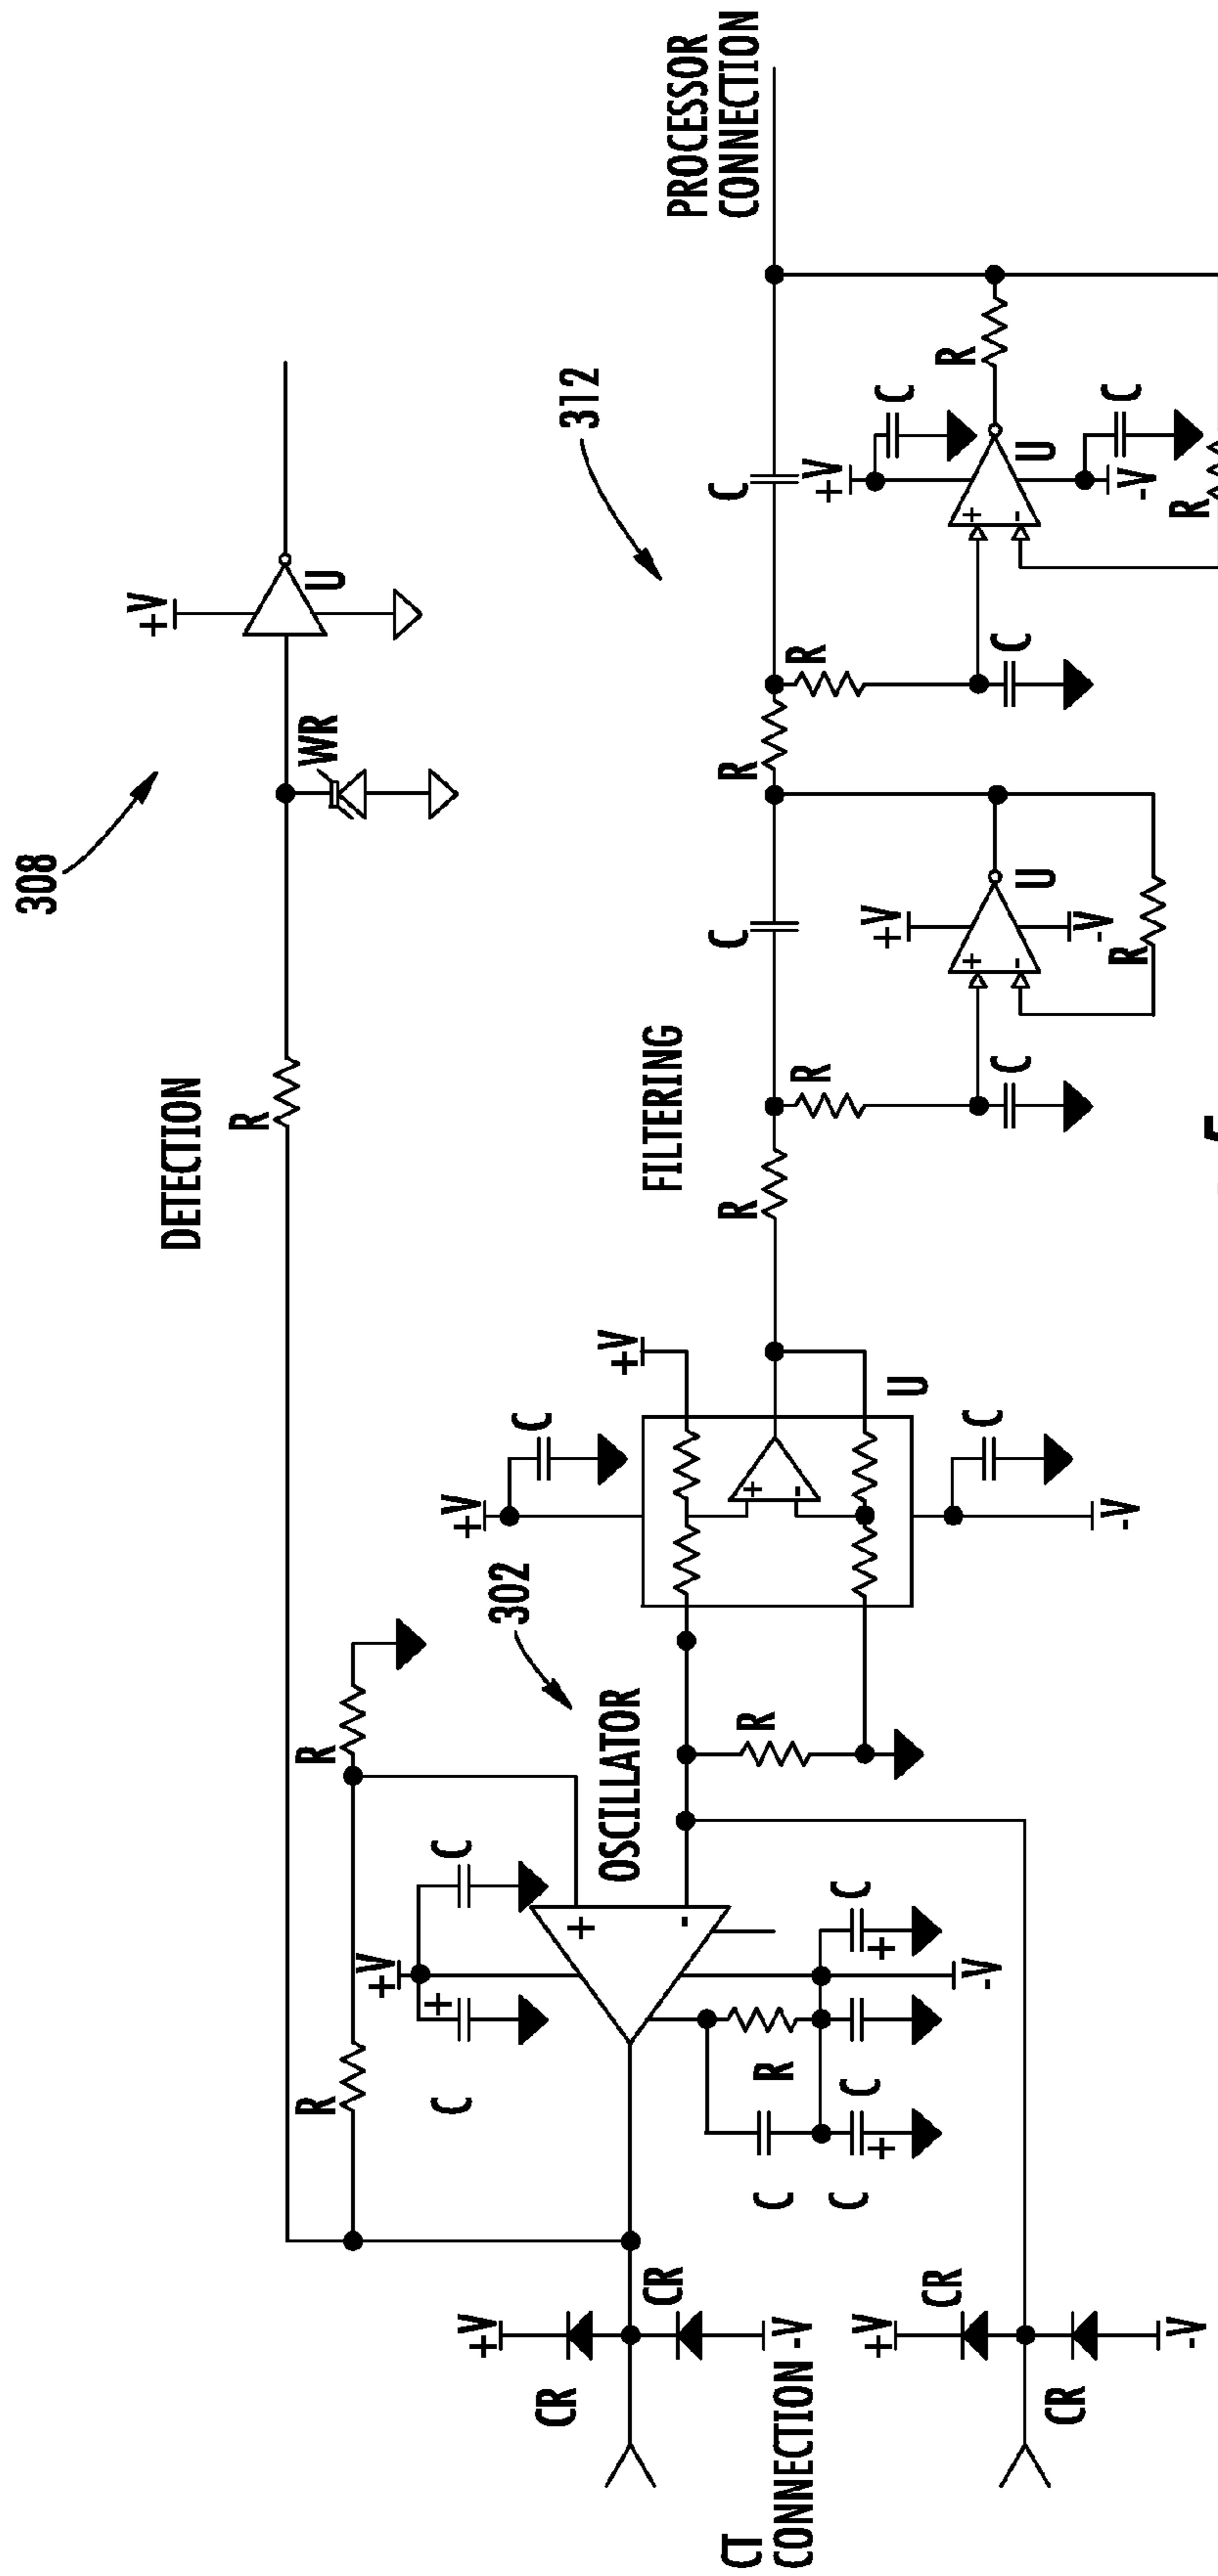 308
DETECTION
+V
R
U
WR
R
R
+V
C
+
C
+V
+V
302
C
CR
312
+
-
OSCILLATOR
+V
CR
FILTERING
PROCESSOR
CONNECTION
C
C
R
R
R
+
-
CT
CONNECTION
-V
C
R
R
R
+V
C
C
C
+
+
+V
+V
C
U
CR
R
-V
C
+
-
+
-
C
C
U
U
CR
-V
-V
C
R
-V
-V
R